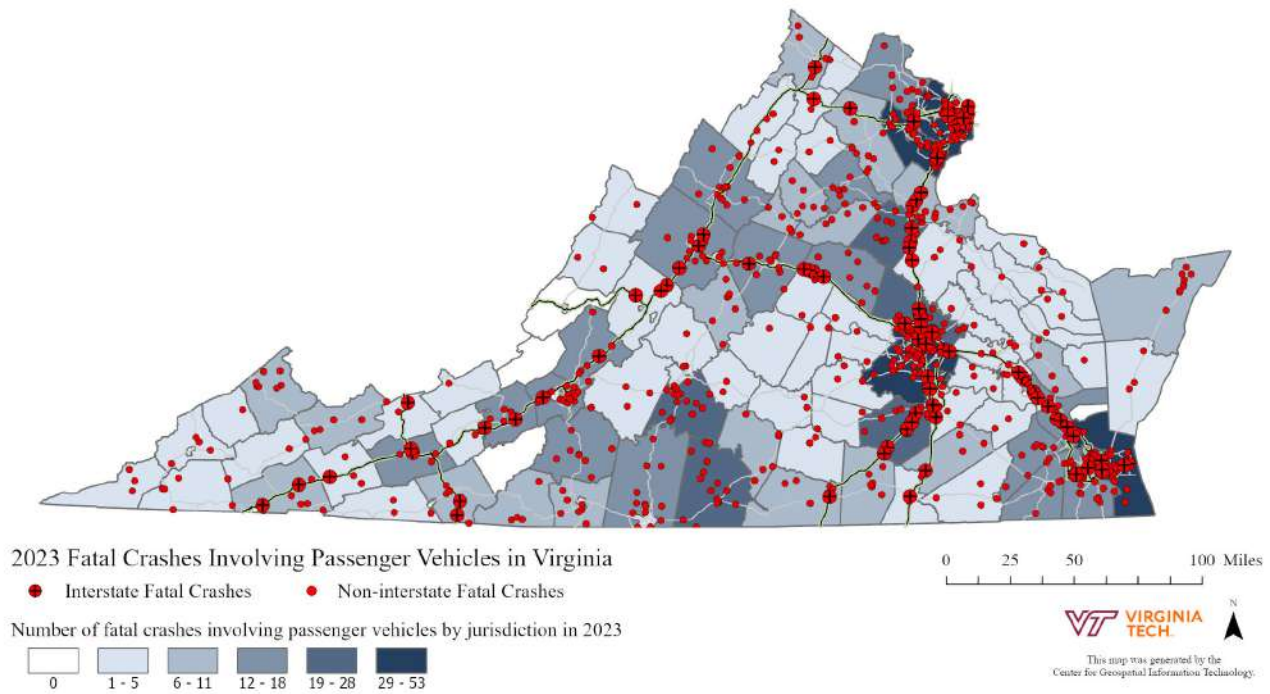 2023 Fatal Crashes Involving Passenger Vehicles in Virginia
Interstate Fatal Crashes Non-interstate Fatal Crashes
Number of fatal crashes involving passenger vehicles by jurisdiction in 2023
0 1 - 5 6 - 11 12 - 18 19 - 28 29 - 53
0 25 50 100 Miles
VT VIRGINIA TECH.
N
This map was generated by the
Center for Geospatial Information Technology.